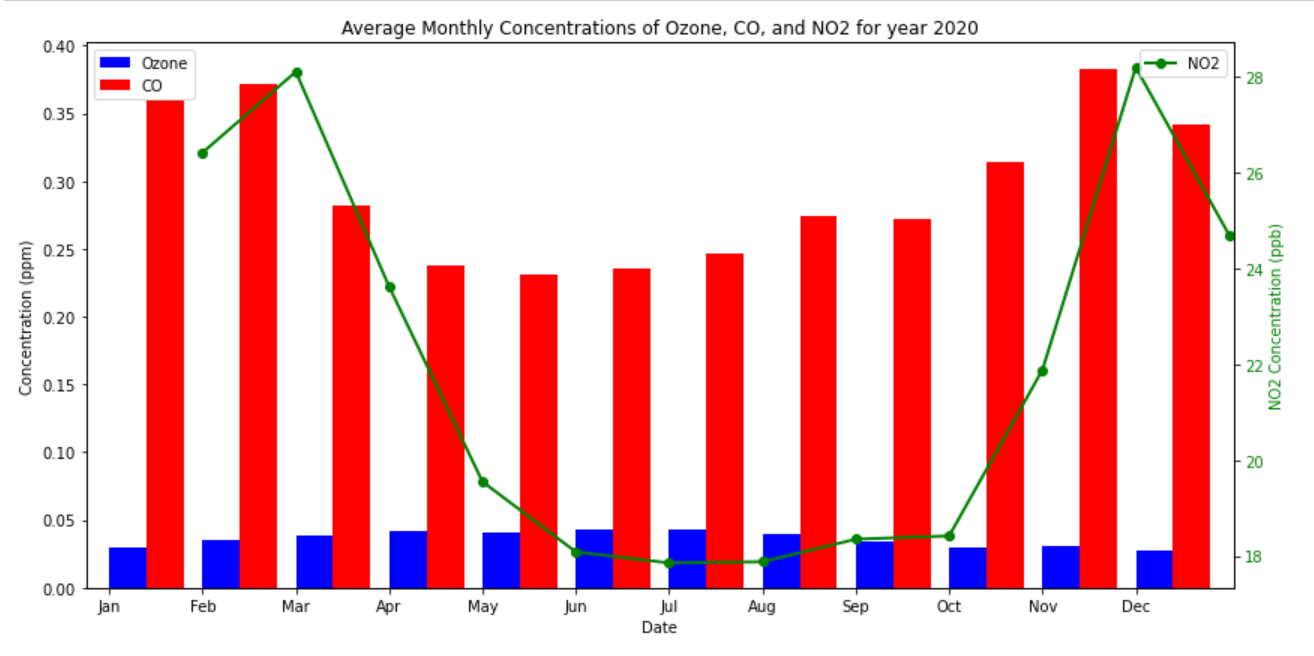 Average Monthly Concentrations of Ozone, CO, and NO2 for year 2020
Ozone
CO
NO2
Concentration (ppm)
0.40
0.35
0.30
0.25
0.20
0.15
0.10
0.05
0.00
28
26
24
22
20
18
NO2 Concentration (ppb)
Jan Feb Mar Apr May Jun Jul Aug Sep Oct Nov Dec
Date